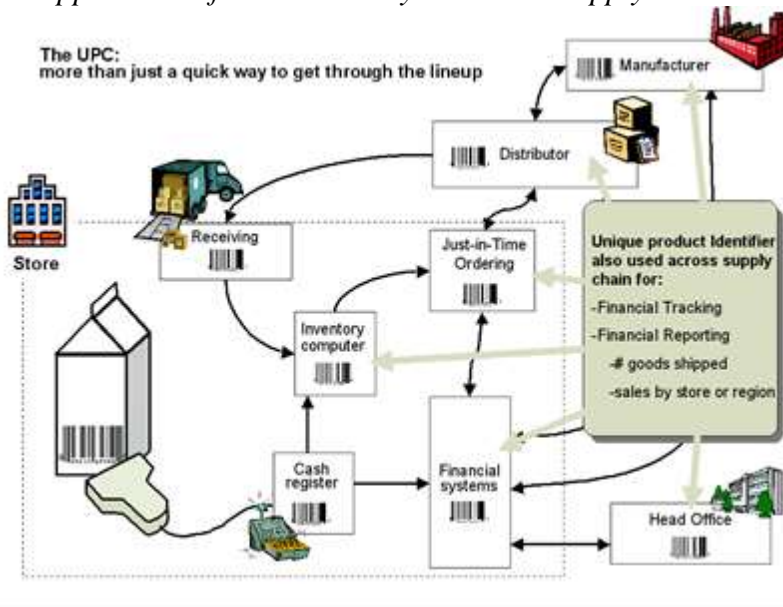 The UPC:
more than just a quick way to get through the lineup
Manufacturer
Distributor
Receiving
Store
Just-in-Time
Ordering
Unique product Identifier
also used across supply
chain for:
-Financial Tracking
-Financial Reporting
-# goods shipped
-sales by store or region
Inventory
computer
Cash
register
Financial
systems
Head Office